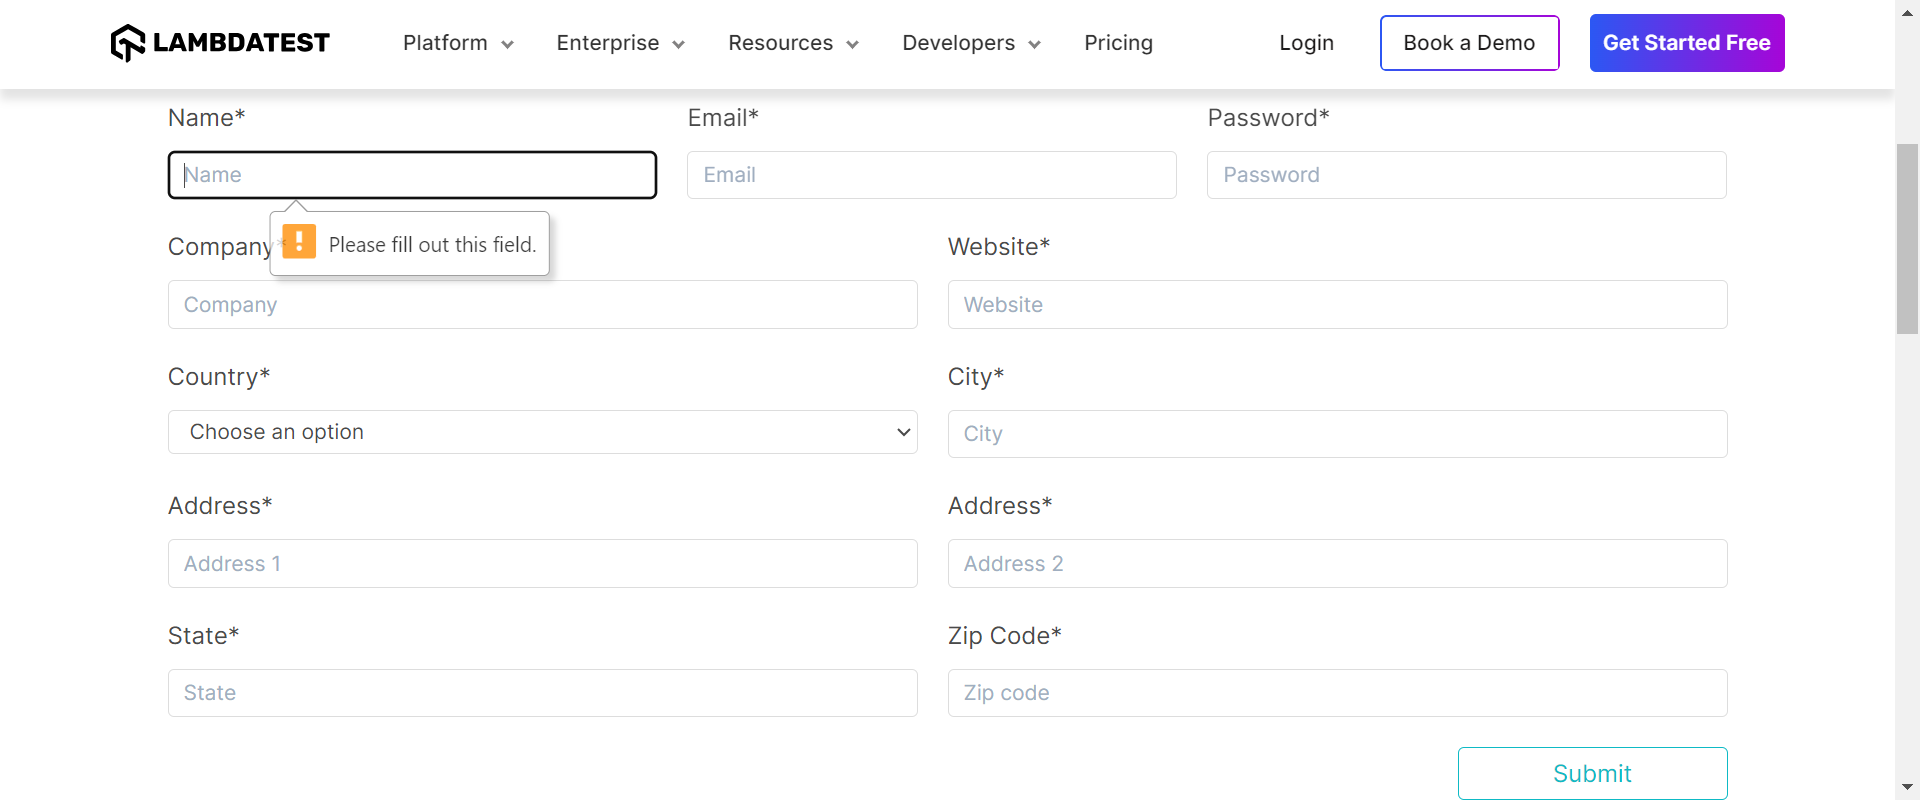 LAMBDATEST Platform Enterprise Resources Developers Pricing Login Book a Demo Get Started Free
Name* Email* Password*
Name Email Password
Please fill out this field.
Company* Website*
Company Website
Country* City*
Choose an option City
Address* Address*
Address 1 Address 2
State* Zip Code*
State Zip code
Submit